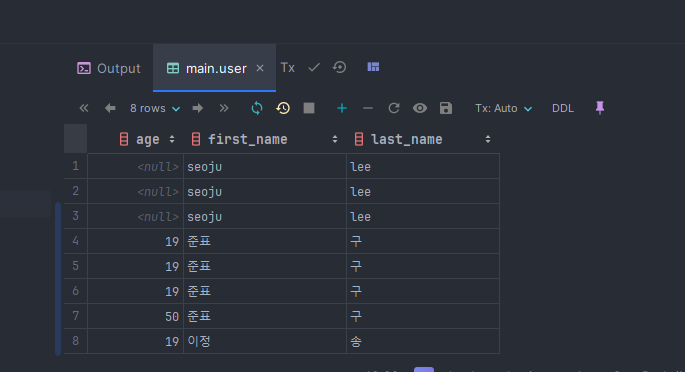 Output main.user × Tx
8 rows Tx: Auto DDL
age first_name last_name
1 <null> seoju lee
2 <null> seoju lee
3 <null> seoju lee
4 19 준표 구
5 19 준표 구
6 19 준표 구
7 50 준표 구
8 19 이정 송